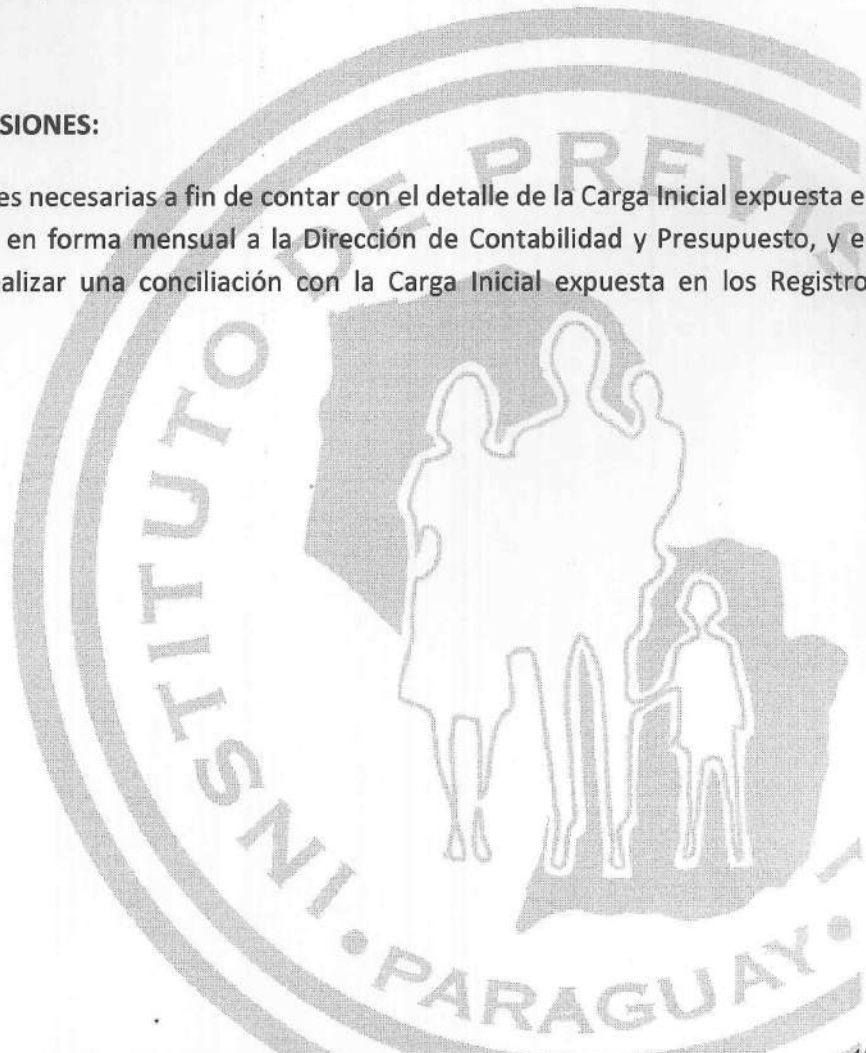 SIONES:
es necesarias a fin de contar con el detalle de la Carga Inicial expuesta e
en forma mensual a la Dirección de Contabilidad y Presupuesto, y e
alizar una conciliación con la Carga Inicial expuesta en los Registro
INSTITUTO DE PREVIS
PARAGUAY